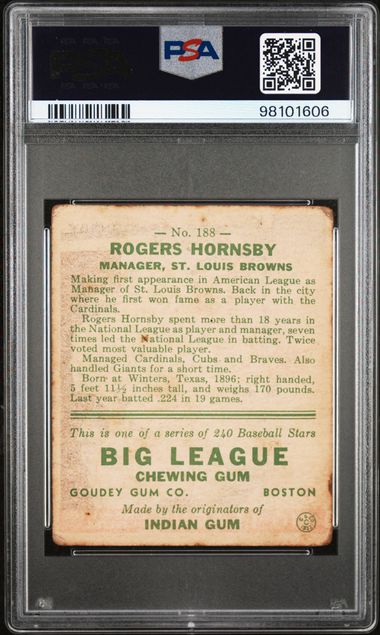 PSA
98101606
— No. 188 —
ROGERS HORNSBY
MANAGER, ST. LOUIS BROWNS
Making first appearance in American League as
Manager of St. Louis Browns. Back in the city
where he first won fame as a player with the
Cardinals.
Rogers Hornsby spent more than 18 years in
the National League as player and manager, seven
times led the National League in batting. Twice
voted most valuable player.
Managed Cardinals, Cubs and Braves. Also
handled Giants for a short time.
Born at Winters, Texas, 1896; right handed,
5 feet 11½ inches tall, and weighs 170 pounds.
Last year batted .224 in 19 games.
This is one of a series of 240 Baseball Stars
BIG LEAGUE
CHEWING GUM
GOUDEY GUM CO. BOSTON
Made by the originators of
INDIAN GUM